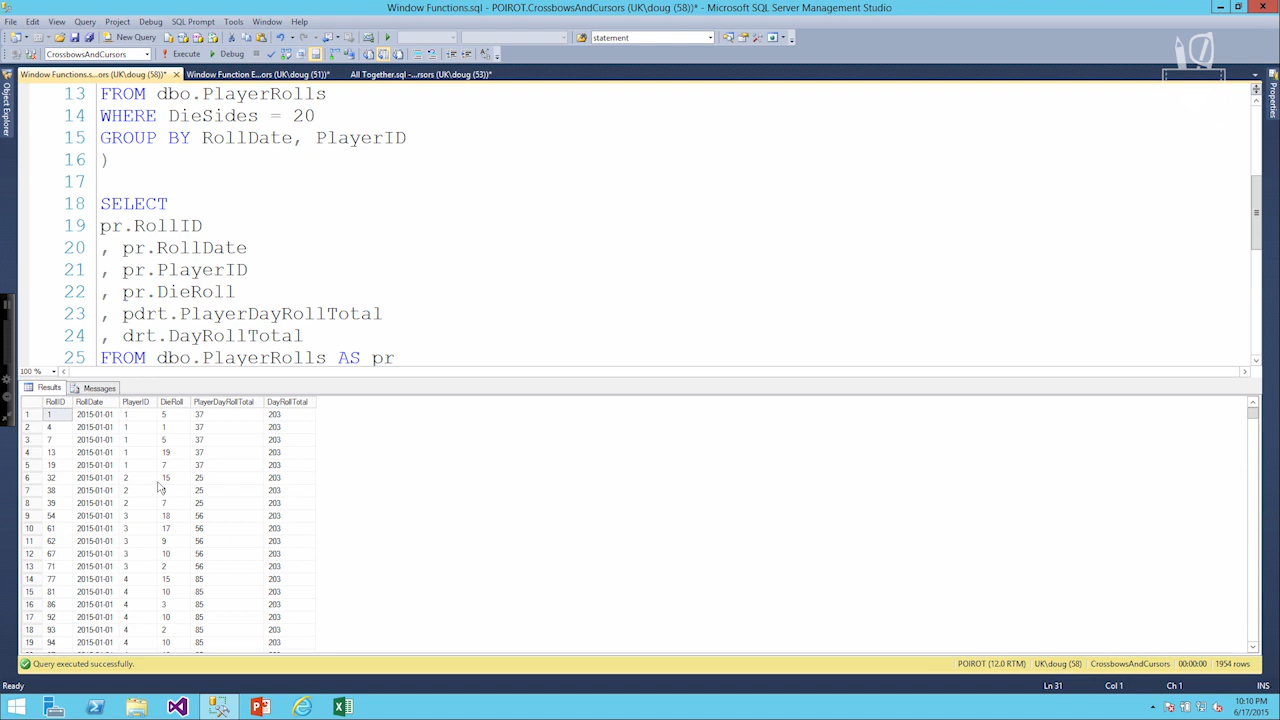 Window Functions.sql - POIROT.CrossbowsAndCursors (UK\doug (58))* - Microsoft SQL Server Management Studio
File Edit View Query Project Debug SQL Prompt Tools Window Help
New Query statement
CrossbowsAndCursors Execute Debug
Window Functions.s...ors (UK\doug (58))* Window Function E...ors (UK\doug (51))* All Together.sql -...rsors (UK\doug (53))*
Object Explorer
Properties
13 FROM dbo.PlayerRolls
14 WHERE DieSides = 20
15 GROUP BY RollDate, PlayerID
16 )
17
18 SELECT
19 pr.RollID
20 , pr.RollDate
21 , pr.PlayerID
22 , pr.DieRoll
23 , pdrt.PlayerDayRollTotal
24 , drt.DayRollTotal
25 FROM dbo.PlayerRolls AS pr
100 %
Results Messages
RollID RollDate PlayerID DieRoll PlayerDayRollTotal DayRollTotal
1 1 2015-01-01 1 5 37 203
2 4 2015-01-01 1 1 37 203
3 7 2015-01-01 1 5 37 203
4 13 2015-01-01 1 19 37 203
5 19 2015-01-01 1 7 37 203
6 32 2015-01-01 2 15 25 203
7 38 2015-01-01 2 25 203
8 39 2015-01-01 2 7 25 203
9 54 2015-01-01 3 18 56 203
10 61 2015-01-01 3 17 56 203
11 62 2015-01-01 3 9 56 203
12 67 2015-01-01 3 10 56 203
13 71 2015-01-01 3 2 56 203
14 77 2015-01-01 4 15 85 203
15 81 2015-01-01 4 10 85 203
16 86 2015-01-01 4 3 85 203
17 92 2015-01-01 4 10 85 203
18 93 2015-01-01 4 2 85 203
19 94 2015-01-01 4 10 85 203
Query executed successfully. POIROT (12.0 RTM) UK\doug (58) CrossbowsAndCursors 00:00:00 1954 rows
Ready Ln 31 Col 1 Ch 1 INS
10:10 PM
6/17/2015